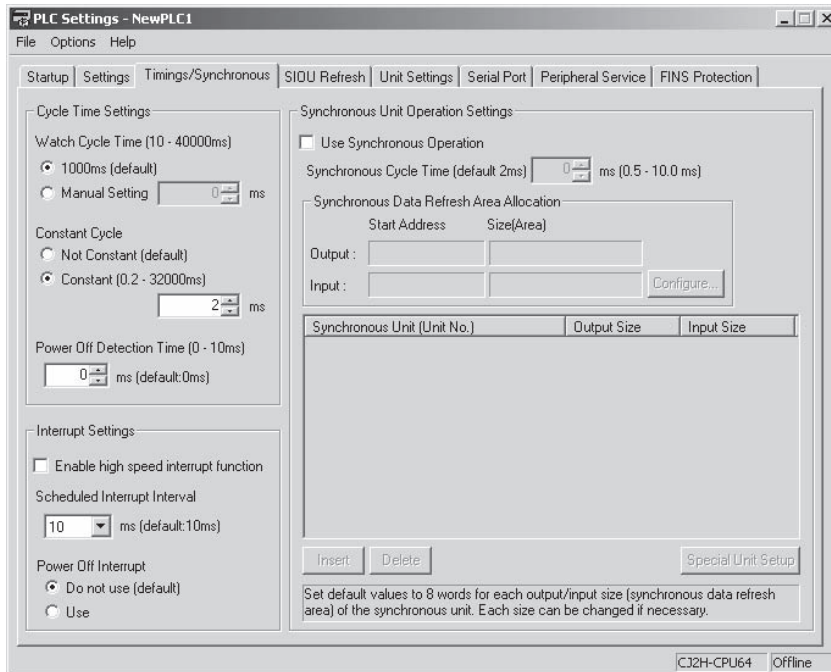 PLC Settings - NewPLC1
File Options Help
Startup Settings Timings/Synchronous SIOU Refresh Unit Settings Serial Port Peripheral Service FINS Protection
Cycle Time Settings
Watch Cycle Time (10 - 40000ms)
1000ms (default)
Manual Setting 0 ms
Constant Cycle
Not Constant (default)
Constant (0.2 - 32000ms)
2 ms
Power Off Detection Time (0 - 10ms)
0 ms (default:0ms)
Interrupt Settings
Enable high speed interrupt function
Scheduled Interrupt Interval
10 ms (default:10ms)
Power Off Interrupt
Do not use (default)
Use
Synchronous Unit Operation Settings
Use Synchronous Operation
Synchronous Cycle Time (default 2ms) 0 ms (0.5 - 10.0 ms)
Synchronous Data Refresh Area Allocation
Start Address Size(Area)
Output :
Input : Configure...
Synchronous Unit (Unit No.) Output Size Input Size
Insert Delete Special Unit Setup
Set default values to 8 words for each output/input size (synchronous data refresh
area) of the synchronous unit. Each size can be changed if necessary.
CJ2H-CPU64 Offline